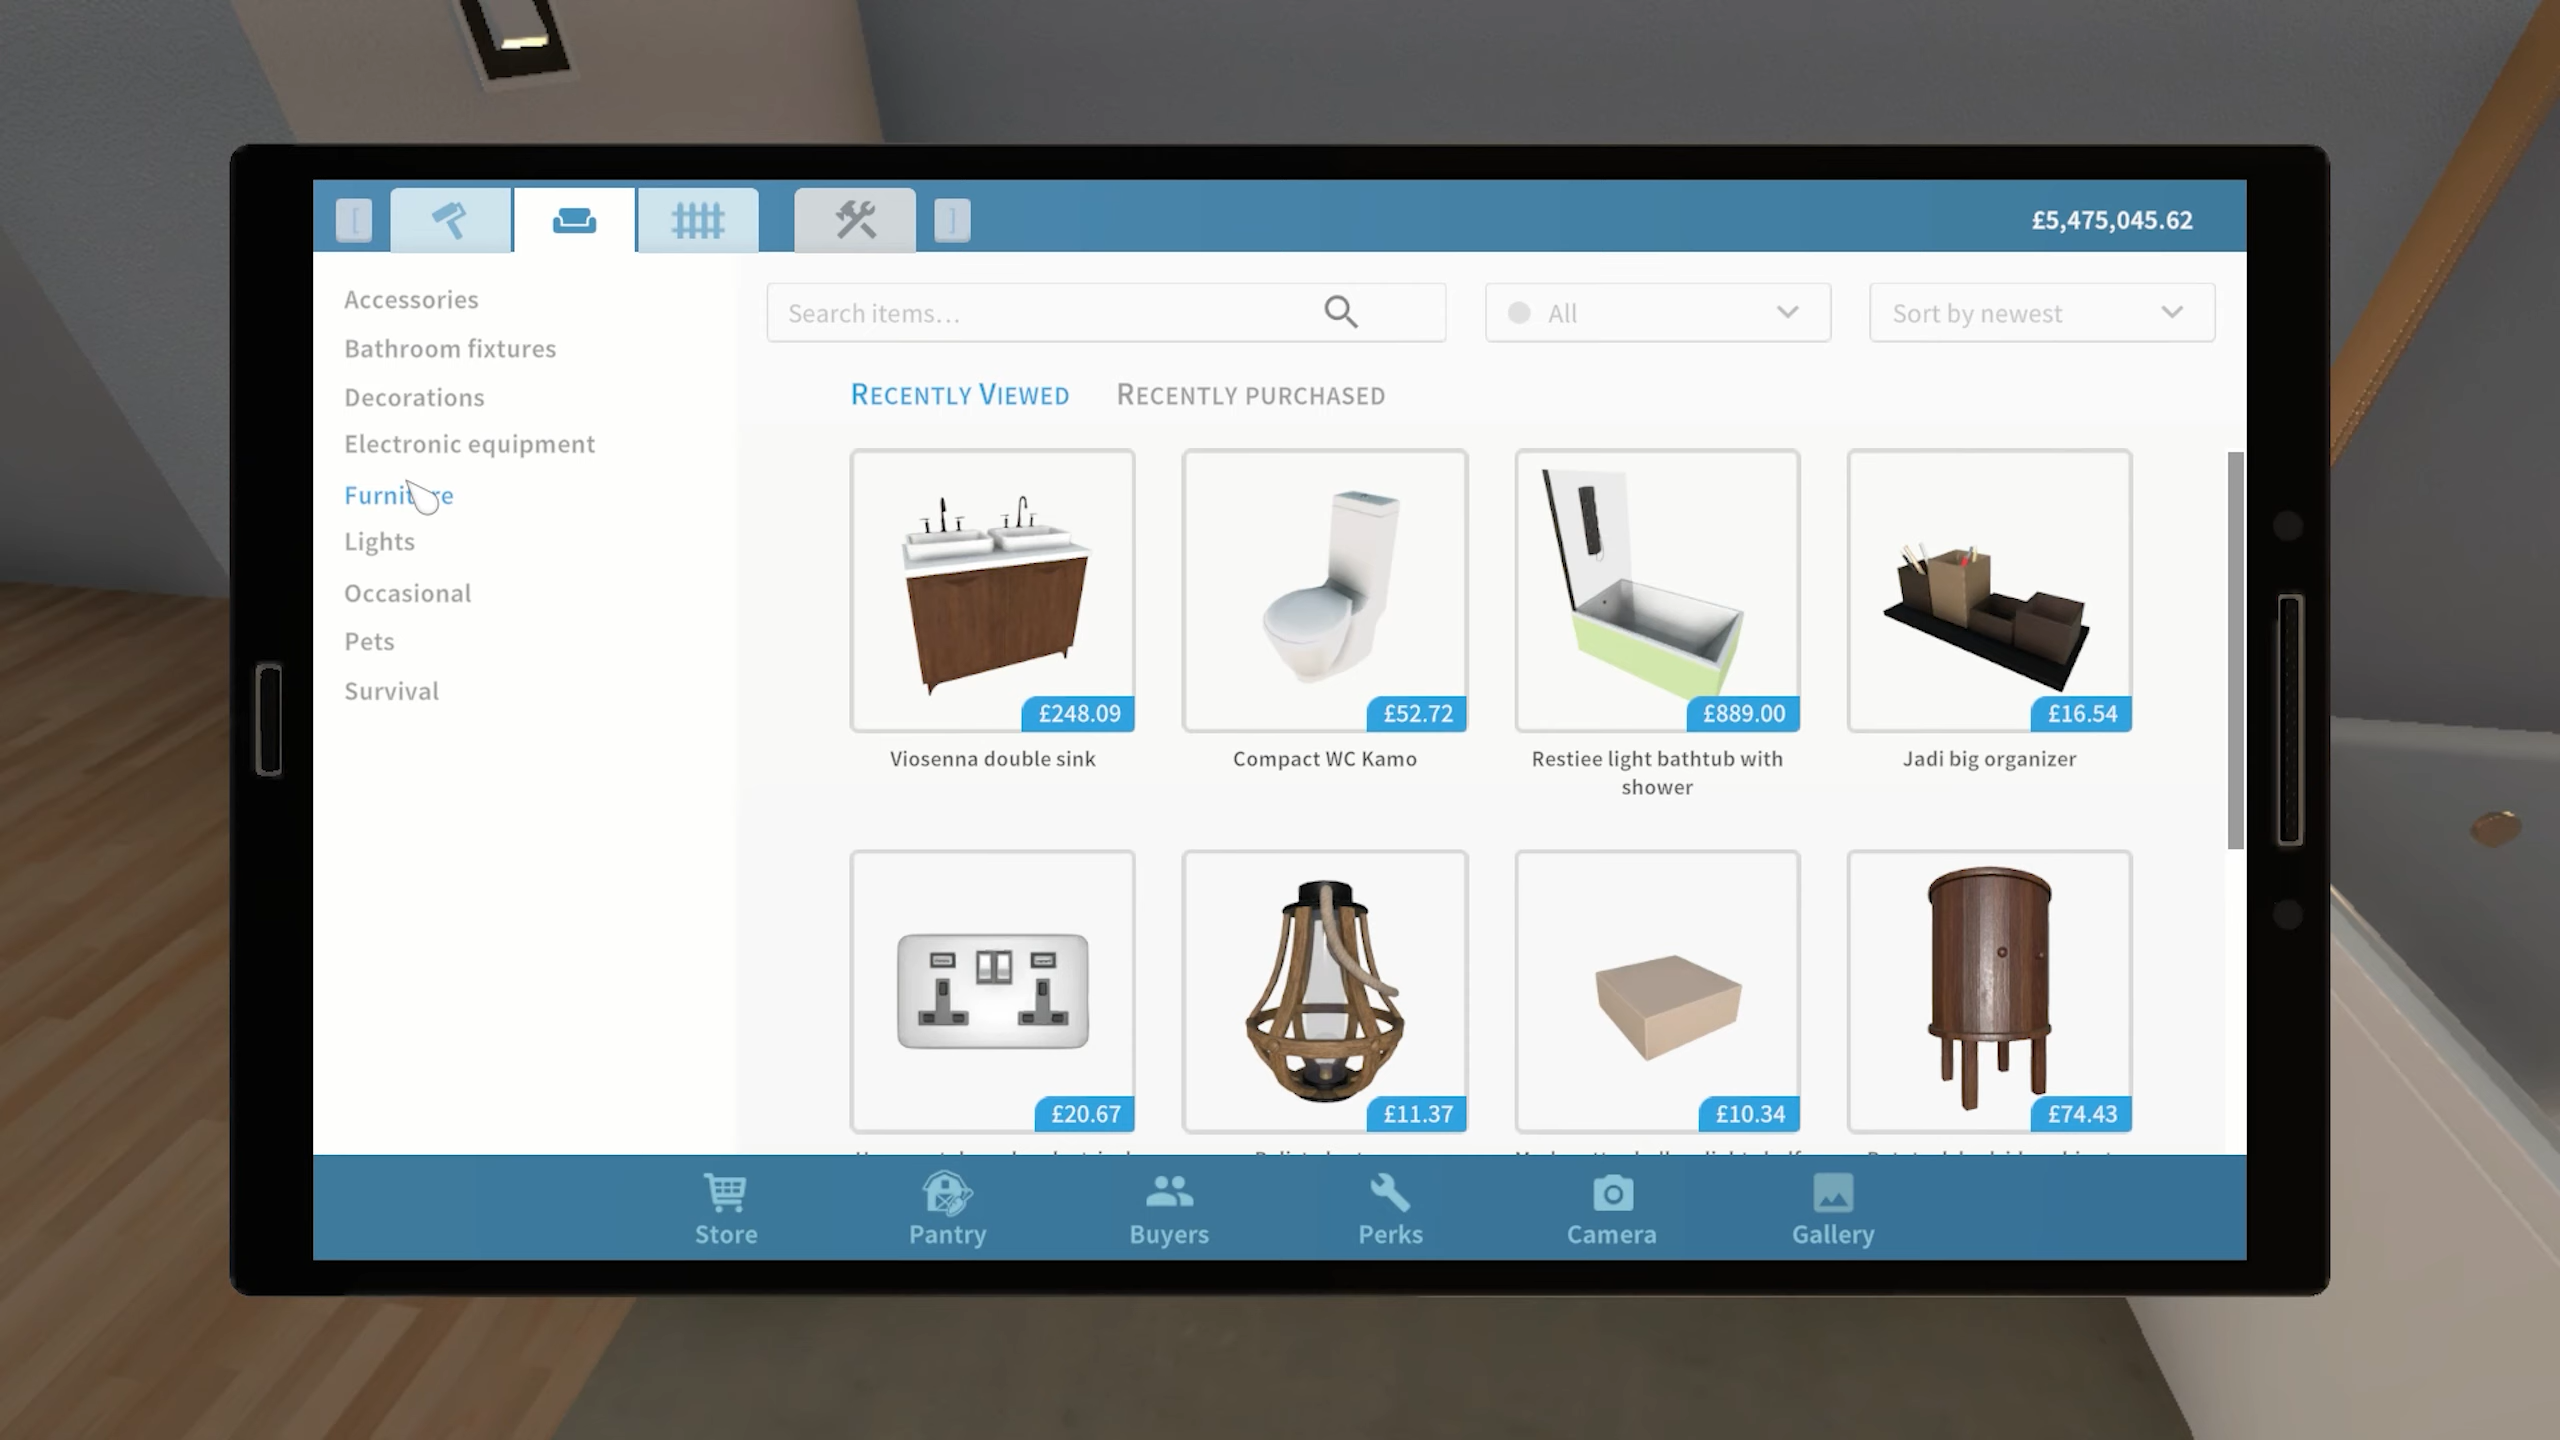 [
]
£5,475,045.62
Accessories
Bathroom fixtures
Decorations
Electronic equipment
Furniture
Lights
Occasional
Pets
Survival
Search items...
All
Sort by newest
RECENTLY VIEWED
RECENTLY PURCHASED
£248.09
£52.72
£889.00
£16.54
Viosenna double sink
Compact WC Kamo
Restiee light bathtub with
shower
Jadi big organizer
£20.67
£11.37
£10.34
£74.43
Store
Pantry
Buyers
Perks
Camera
Gallery